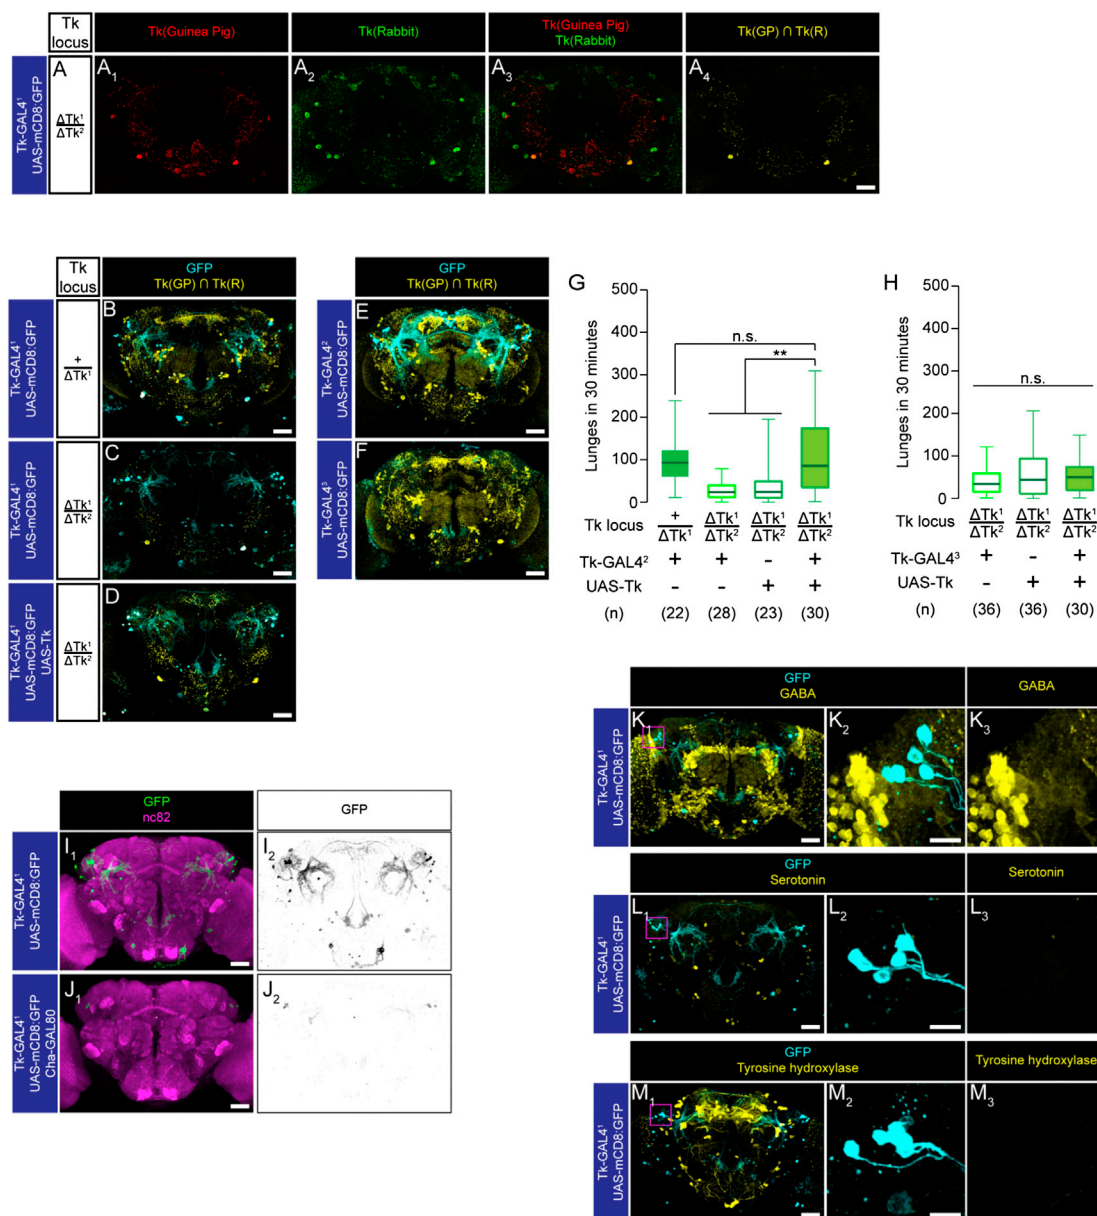 Tk
locus
Tk(Guinea Pig)
Tk(Rabbit)
Tk(Guinea Pig)
Tk(Rabbit)
Tk(GP) ∩ Tk(R)
Tk-GAL4¹
UAS-mCD8:GFP
A
ΔTk¹
ΔTk²
A₁
A₂
A₃
A₄
Tk
locus
GFP
Tk(GP) ∩ Tk(R)
Tk-GAL4¹
UAS-mCD8:GFP
+
ΔTk¹
B
Tk-GAL4¹
UAS-mCD8:GFP
ΔTk¹
ΔTk²
C
Tk-GAL4¹
UAS-mCD8:GFP
UAS-Tk
ΔTk¹
ΔTk²
D
GFP
Tk(GP) ∩ Tk(R)
Tk-GAL4²
UAS-mCD8:GFP
E
Tk-GAL4³
UAS-mCD8:GFP
F
G
Lunges in 30 minutes
500
400
300
200
100
0
n.s.
**
Tk locus + ΔTk¹ ΔTk¹ ΔTk¹
ΔTk¹ ΔTk² ΔTk² ΔTk²
Tk-GAL4² + + - +
UAS-Tk - - + +
(n) (22) (28) (23) (30)
H
Lunges in 30 minutes
500
400
300
200
100
0
n.s.
Tk locus ΔTk¹ ΔTk¹ ΔTk¹
ΔTk² ΔTk² ΔTk²
Tk-GAL4³ + - +
UAS-Tk - + +
(n) (36) (36) (30)
GFP
nc82
GFP
Tk-GAL4¹
UAS-mCD8:GFP
I₁
I₂
Tk-GAL4¹
UAS-mCD8:GFP
Cha-GAL80
J₁
J₂
GFP
GABA
GABA
Tk-GAL4¹
UAS-mCD8:GFP
K₁
K₂
K₃
GFP
Serotonin
Serotonin
Tk-GAL4¹
UAS-mCD8:GFP
L₁
L₂
L₃
GFP
Tyrosine hydroxylase
Tyrosine hydroxylase
Tk-GAL4¹
UAS-mCD8:GFP
M₁
M₂
M₃